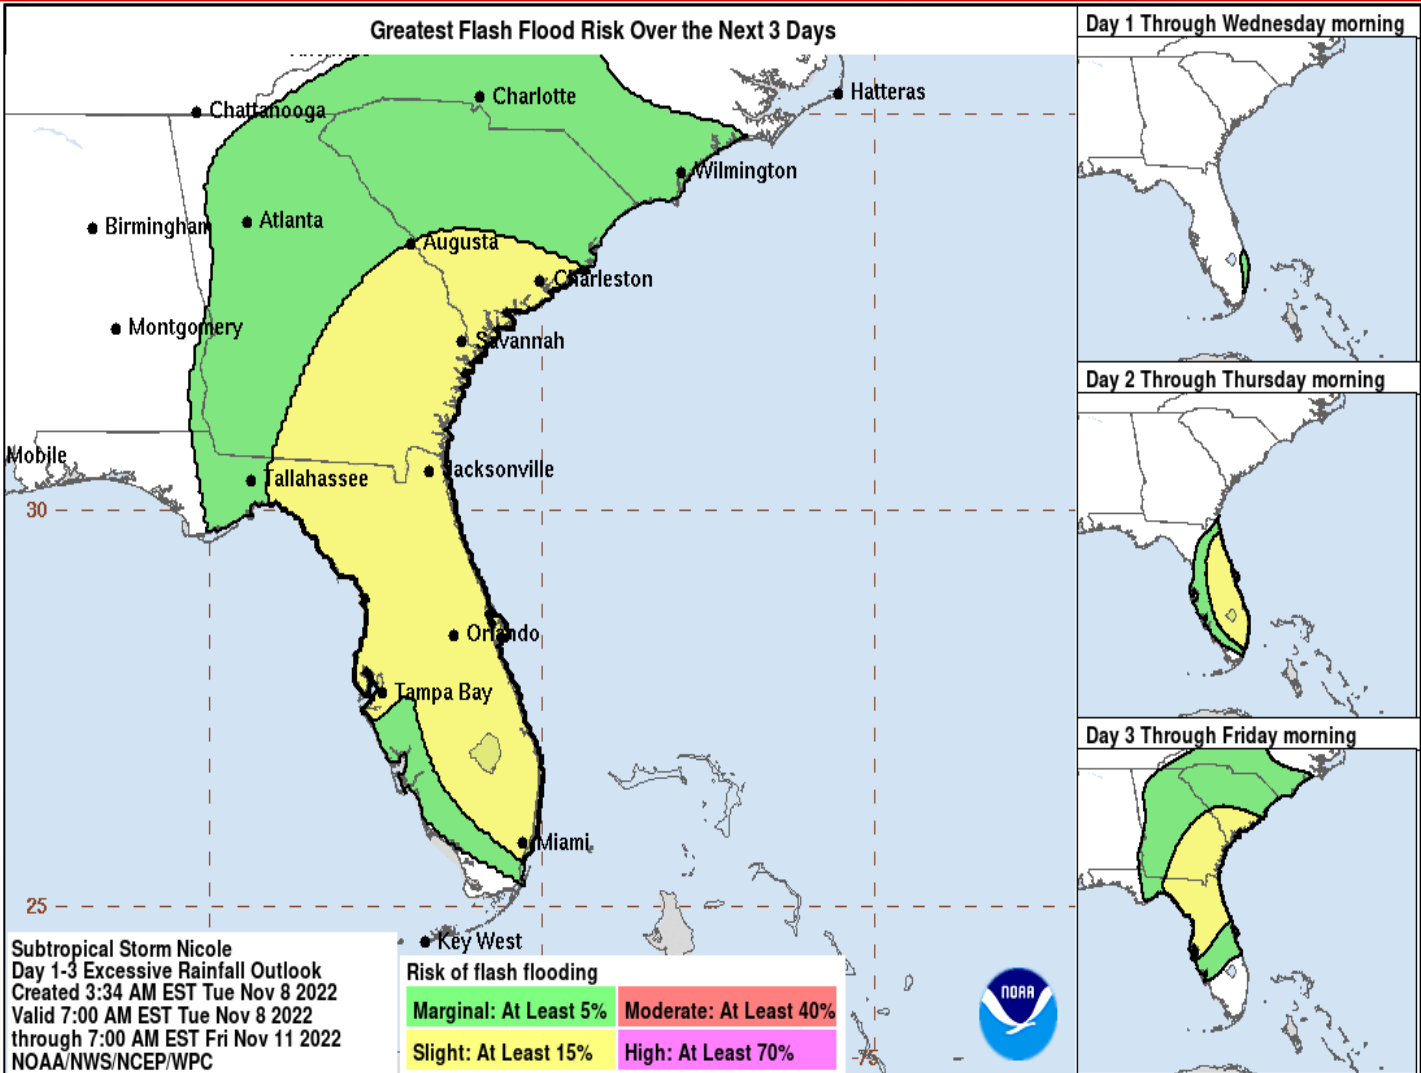 Greatest Flash Flood Risk Over the Next 3 Days
Chattanooga
Charlotte
Hatteras
Wilmington
Birmingham
Atlanta
Augusta
Charleston
Montgomery
Savannah
Mobile
Tallahassee
Jacksonville
30
Orlando
Tampa Bay
Miami
25
Key West
75
Subtropical Storm Nicole
Day 1-3 Excessive Rainfall Outlook
Created 3:34 AM EST Tue Nov 8 2022
Valid 7:00 AM EST Tue Nov 8 2022
through 7:00 AM EST Fri Nov 11 2022
NOAA/NWS/NCEP/WPC
Risk of flash flooding
Marginal: At Least 5%
Moderate: At Least 40%
Slight: At Least 15%
High: At Least 70%
NOAA
Day 1 Through Wednesday morning
Day 2 Through Thursday morning
Day 3 Through Friday morning